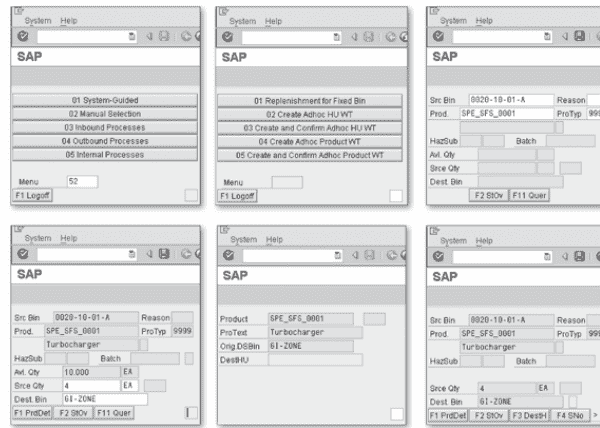 System Help
SAP
01 System-Guided
02 Manual Selection
03 Inbound Processes
04 Outbound Processes
05 Internal Processes
Menu 52
F1 Logoff
System Help
SAP
01 Replenishment for Fixed Bin
02 Create Adhoc HU WT
03 Create and Confirm Adhoc HU WT
04 Create Adhoc Product WT
05 Create and Confirm Adhoc Product WT
Menu
F1 Logoff
System Help
SAP
Src Bin 0020-10-01-A Reason
Prod. SPE_SFS_0001 ProTyp 999
HazSub Batch
Avl. Qty
Srce Qty
Dest. Bin
F2 StOv F11 Quer
System Help
SAP
Src Bin 0020-10-01-A Reason
Prod. SPE_SFS_0001 ProTyp 9999
Turbocharger
HazSub Batch
Avl. Qty 10.000 EA
Srce Qty 4 EA
Dest. Bin GI-ZONE
F1 PrdDet F2 StOv F11 Quer
System Help
SAP
Product SPE_SFS_0001
ProText Turbocharger
Orig.DSBin GI-ZONE
DestHU
System Help
SAP
Src Bin 0020-10-01-A Reason
Prod. SPE_SFS_0001 ProTyp 9999
Turbocharger
HazSub Batch
Srce Qty 4 EA
Dest. Bin GI-ZONE
F1 PrdDet F2 StOv F3 DestH F4 SNo >